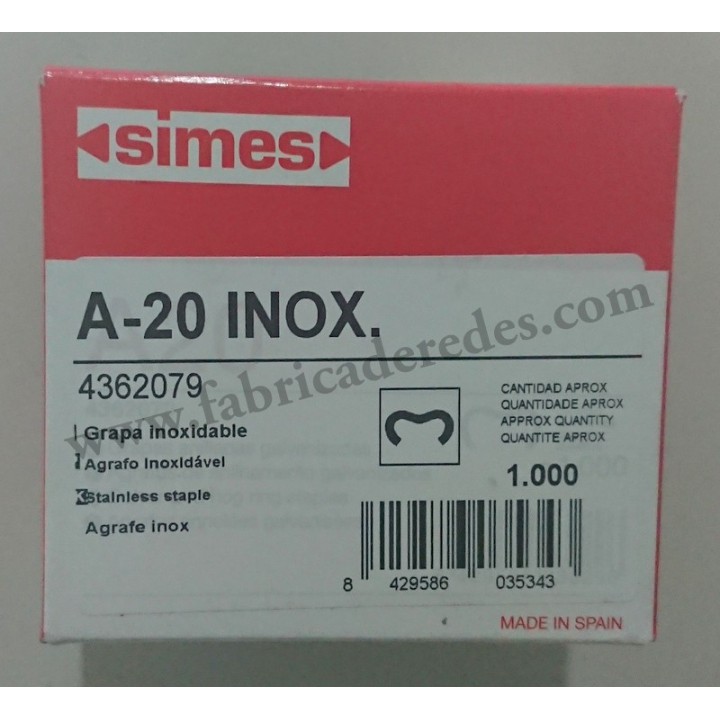 simes
A-20 INOX.
4362079
Grapa inoxidable
Agrafo inoxidável
Stainless staple
Agrafe inox
CANTIDAD APROX
QUANTIDADE APROX
APPROX QUANTITY
QUANTITE APROX
1.000
8 429586 035343
MADE IN SPAIN
www.fabricaderedes.com